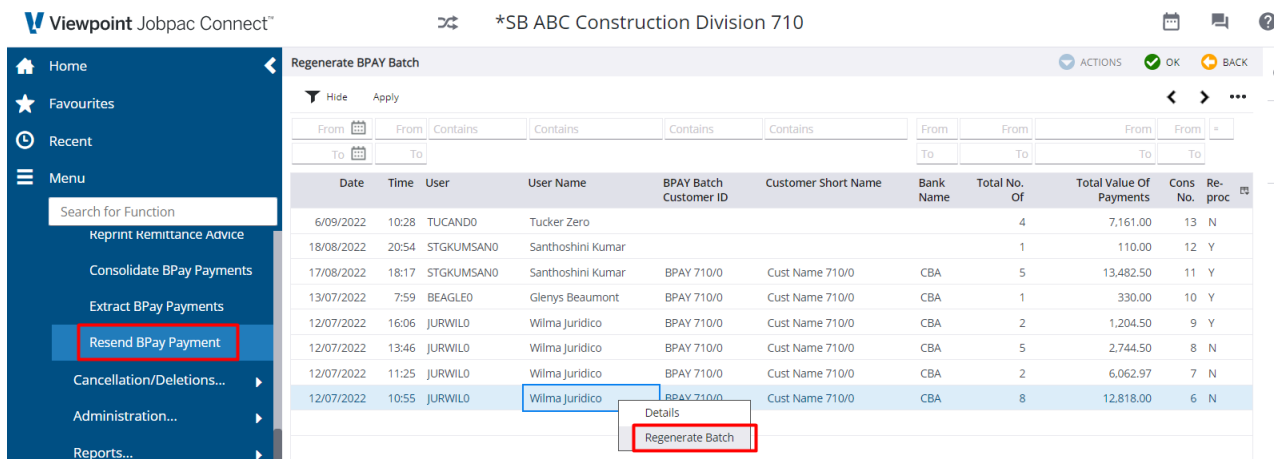 Viewpoint Jobpac Connect™
*SB ABC Construction Division 710
Home
Favourites
Recent
Menu
Search for Function
Reprint Remittance Advice
Consolidate BPay Payments
Extract BPay Payments
Resend BPay Payment
Cancellation/Deletions...
Administration...
Reports...
Regenerate BPAY Batch
ACTIONS OK BACK
Hide Apply
From From Contains Contains Contains Contains From From From From =
To To To To To To
Date Time User User Name BPAY Batch Customer ID Customer Short Name Bank Name Total No. Of Total Value Of Payments Cons No. Re-proc
6/09/2022 10:28 TUCAND0 Tucker Zero 4 7,161.00 13 N
18/08/2022 20:54 STGKUMSAN0 Santhoshini Kumar 1 110.00 12 Y
17/08/2022 18:17 STGKUMSAN0 Santhoshini Kumar BPAY 710/0 Cust Name 710/0 CBA 5 13,482.50 11 Y
13/07/2022 7:59 BEAGLE0 Glenys Beaumont BPAY 710/0 Cust Name 710/0 CBA 1 330.00 10 Y
12/07/2022 16:06 JURWIL0 Wilma Juridico BPAY 710/0 Cust Name 710/0 CBA 2 1,204.50 9 Y
12/07/2022 13:46 JURWIL0 Wilma Juridico BPAY 710/0 Cust Name 710/0 CBA 5 2,744.50 8 N
12/07/2022 11:25 JURWIL0 Wilma Juridico BPAY 710/0 Cust Name 710/0 CBA 2 6,062.97 7 N
12/07/2022 10:55 JURWIL0 Wilma Juridico BPAY 710/0 Cust Name 710/0 CBA 8 12,818.00 6 N
Details
Regenerate Batch